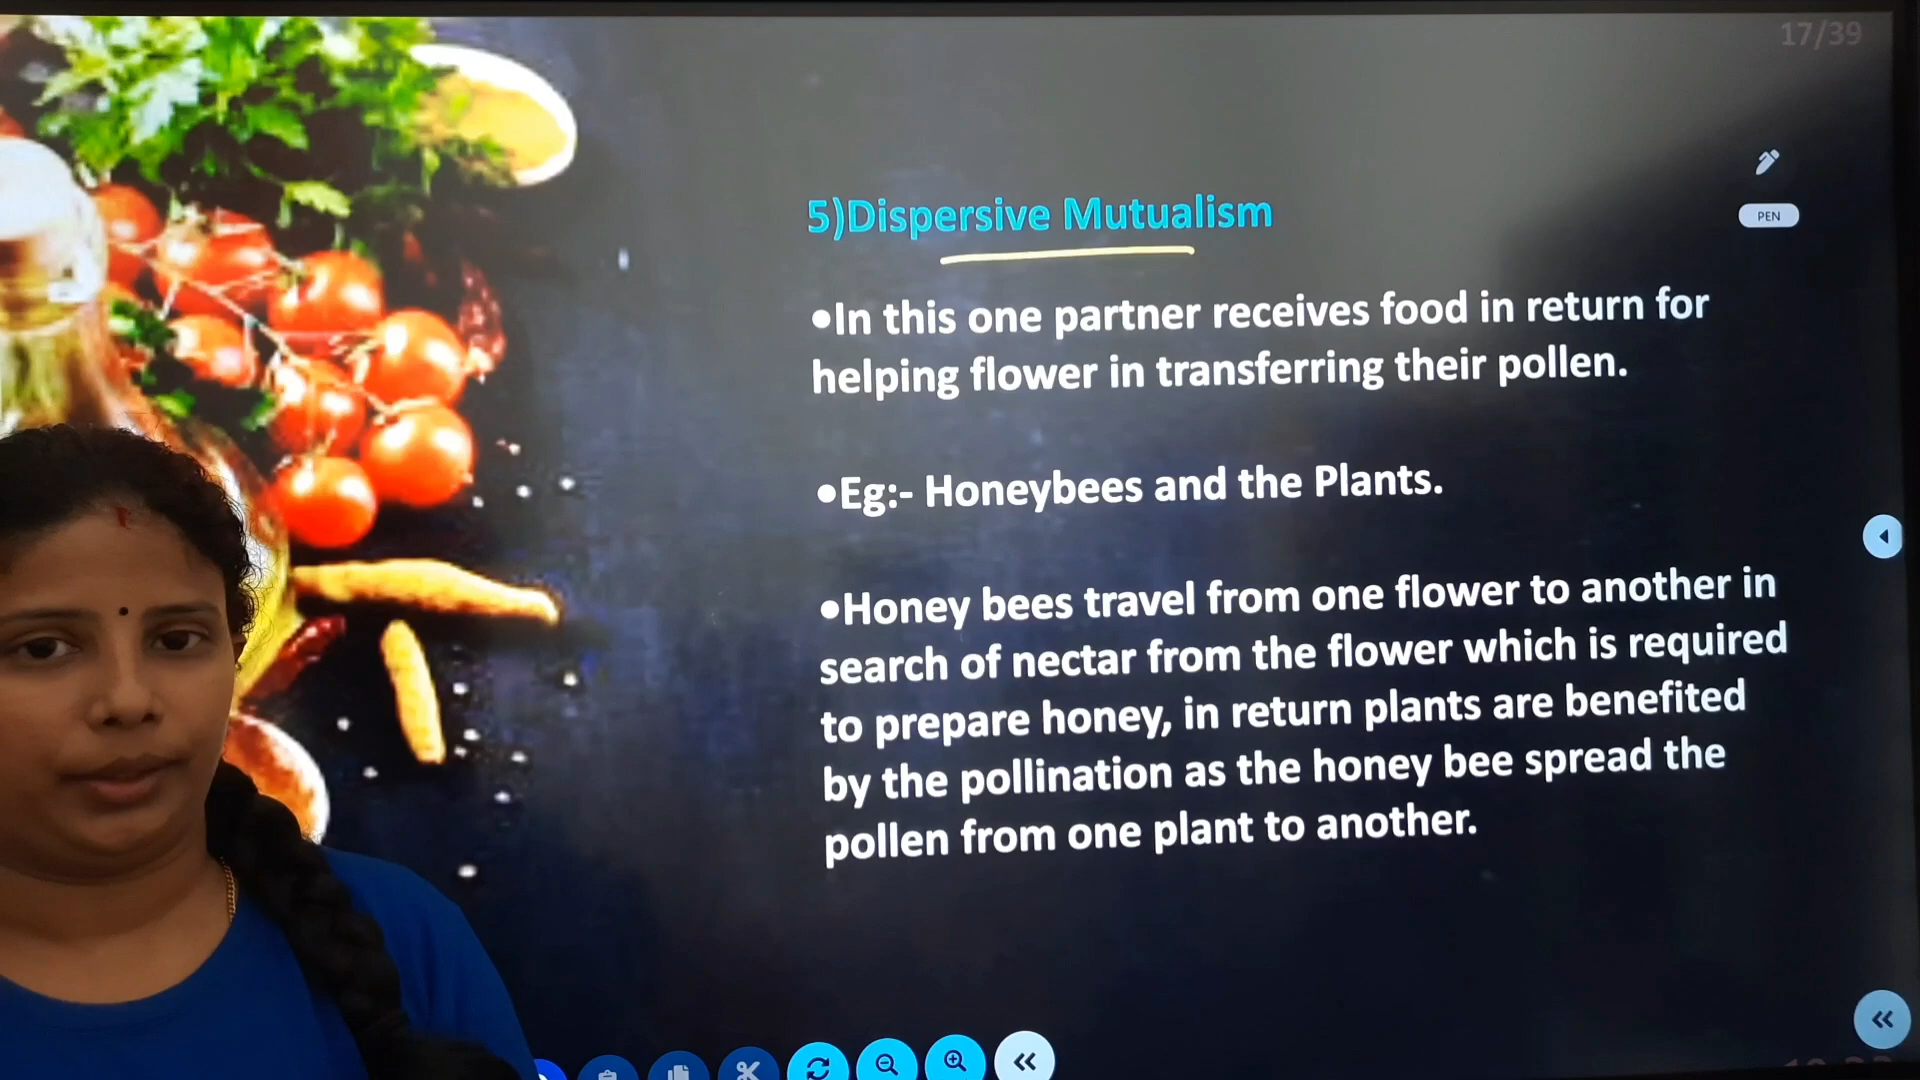 17/39
PEN
5)Dispersive Mutualism
•In this one partner receives food in return for
helping flower in transferring their pollen.
•Eg:- Honeybees and the Plants.
•Honey bees travel from one flower to another in
search of nectar from the flower which is required
to prepare honey, in return plants are benefited
by the pollination as the honey bee spread the
pollen from one plant to another.